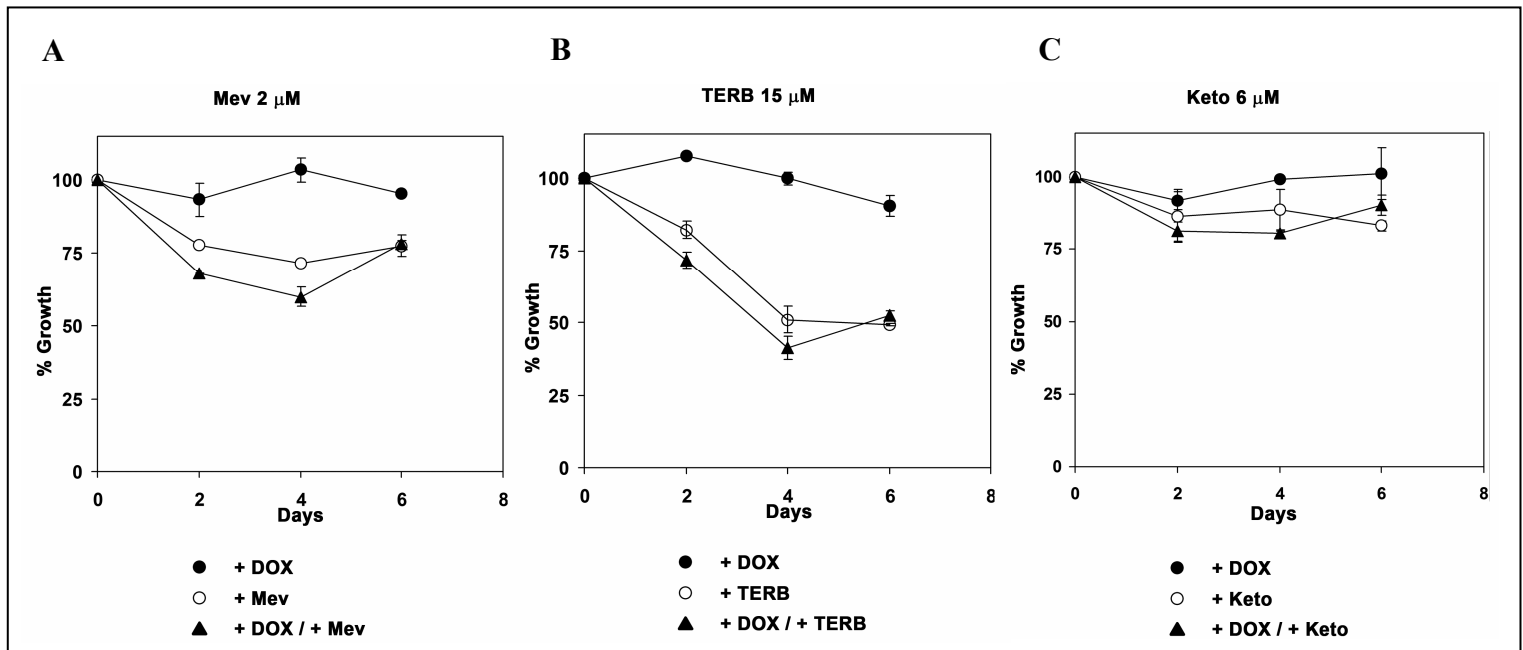 A
Mev 2 μM
100
75
50
25
0
% Growth
0 2 4 6 8
Days
+ DOX
+ Mev
+ DOX / + Mev
B
TERB 15 μM
100
75
50
25
0
% Growth
0 2 4 6 8
Days
+ DOX
+ TERB
+ DOX / + TERB
C
Keto 6 μM
100
75
50
25
0
% Growth
0 2 4 6 8
Days
+ DOX
+ Keto
+ DOX / + Keto